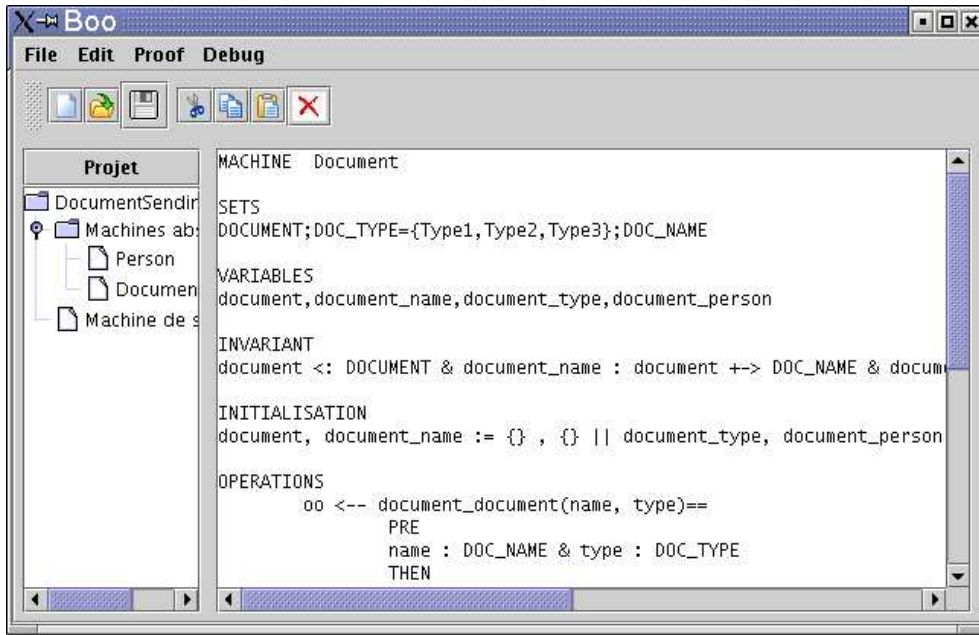 Boo
File Edit Proof Debug
Projet
DocumentSendin
Machines abs
Person
Documen
Machine de s
MACHINE Document
SETS
DOCUMENT;DOC_TYPE={Type1,Type2,Type3};DOC_NAME
VARIABLES
document,document_name,document_type,document_person
INVARIANT
document <: DOCUMENT & document_name : document +-> DOC_NAME & docum
INITIALISATION
document, document_name := {} , {} || document_type, document_person
OPERATIONS
oo <-- document_document(name, type)==
PRE
name : DOC_NAME & type : DOC_TYPE
THEN